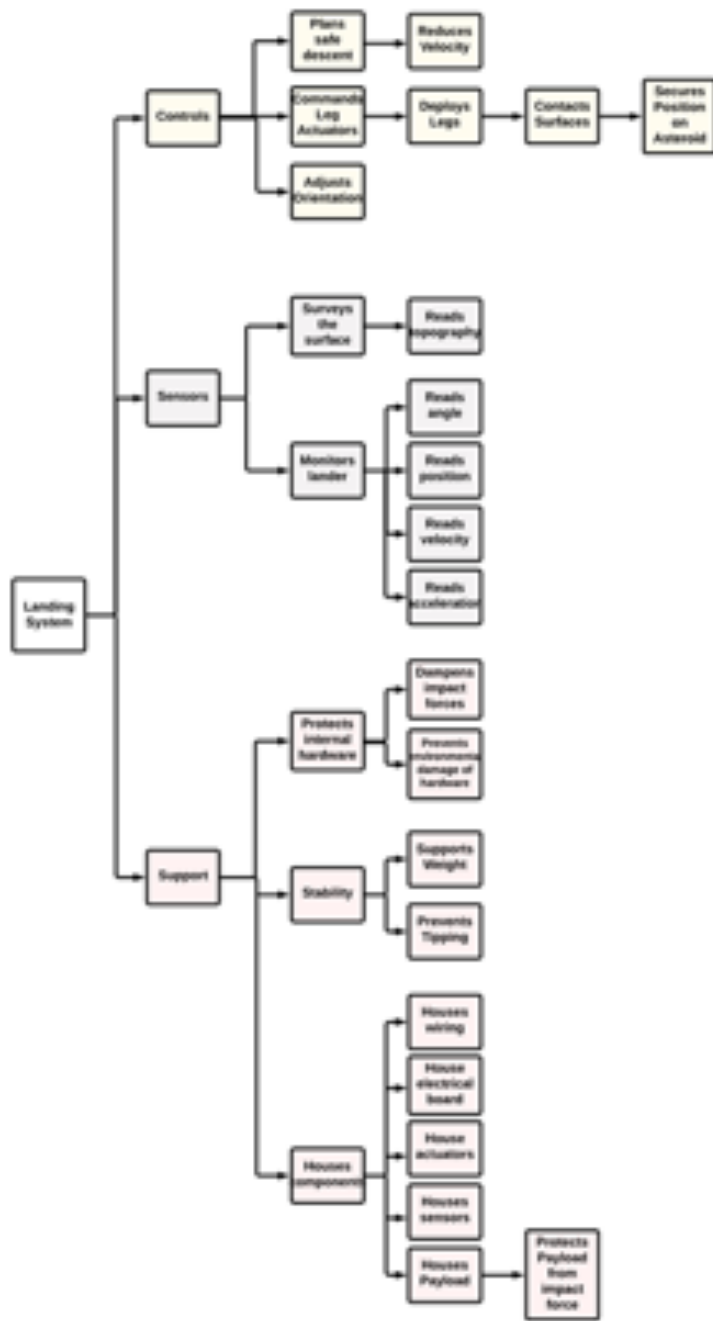 Plans
safe
descent
Reduces
Velocity
Controls
Commands
Leg
Actuators
Deploys
Legs
Contacts
Surfaces
Secures
Position
on
Asteroid
Adjusts
Orientation
Surveys
the
surface
Reads
topography
Sensors
Reads
angle
Monitors
lander
Reads
position
Reads
velocity
Reads
acceleration
Landing
System
Dampens
impact
forces
Protects
internal
hardware
Prevents
environmental
damage of
hardware
Support
Supports
Weight
Stability
Prevents
Tipping
Houses
wiring
House
electrical
board
House
actuators
Houses
components
Houses
sensors
Houses
Payload
Protects
Payload
from
impact
force